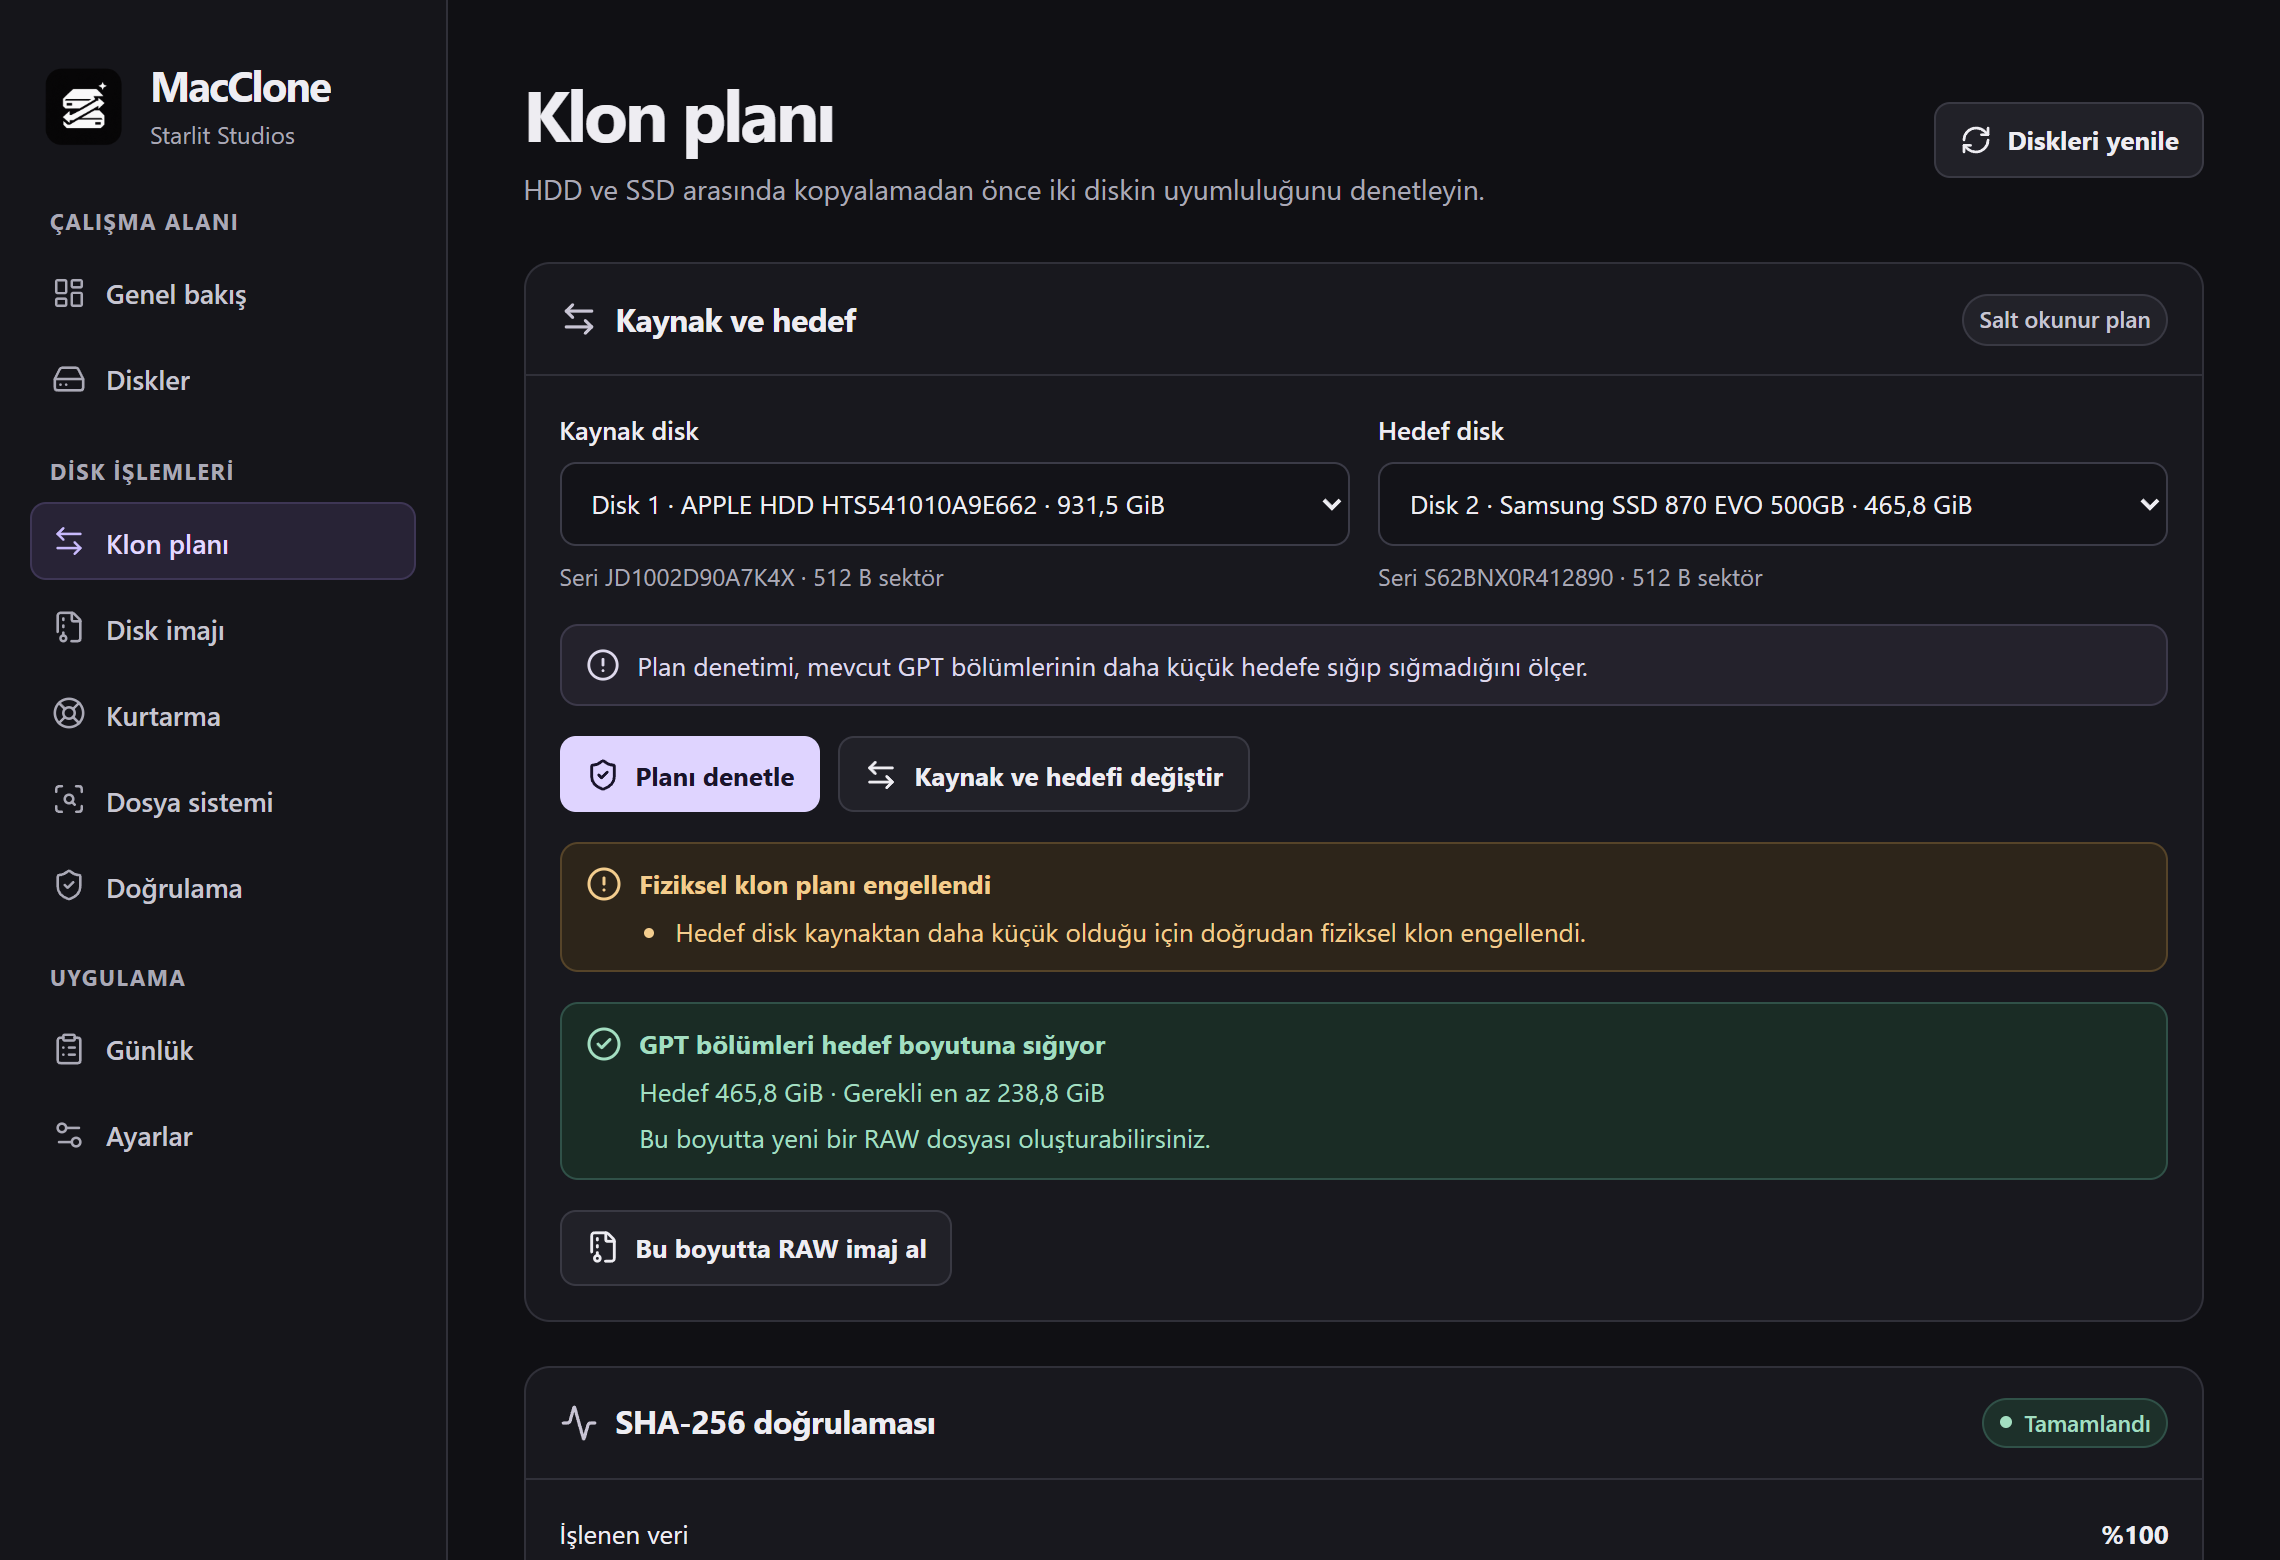 MacClone
Starlit Studios
ÇALIŞMA ALANI
Genel bakış
Diskler
DİSK İŞLEMLERİ
Klon planı
Disk imajı
Kurtarma
Dosya sistemi
Doğrulama
UYGULAMA
Günlük
Ayarlar
Klon planı
HDD ve SSD arasında kopyalamadan önce iki diskin uyumluluğunu denetleyin.
Diskleri yenile
Kaynak ve hedef
Salt okunur plan
Kaynak disk
Disk 1 · APPLE HDD HTS541010A9E662 · 931,5 GiB
Seri JD1002D90A7K4X · 512 B sektör
Hedef disk
Disk 2 · Samsung SSD 870 EVO 500GB · 465,8 GiB
Seri S62BNX0R412890 · 512 B sektör
Plan denetimi, mevcut GPT bölümlerinin daha küçük hedefe sığıp sığmadığını ölçer.
Planı denetle
Kaynak ve hedefi değiştir
Fiziksel klon planı engellendi
• Hedef disk kaynaktan daha küçük olduğu için doğrudan fiziksel klon engellendi.
GPT bölümleri hedef boyutuna sığıyor
Hedef 465,8 GiB · Gerekli en az 238,8 GiB
Bu boyutta yeni bir RAW dosyası oluşturabilirsiniz.
Bu boyutta RAW imaj al
SHA-256 doğrulaması
Tamamlandı
İşlenen veri
%100